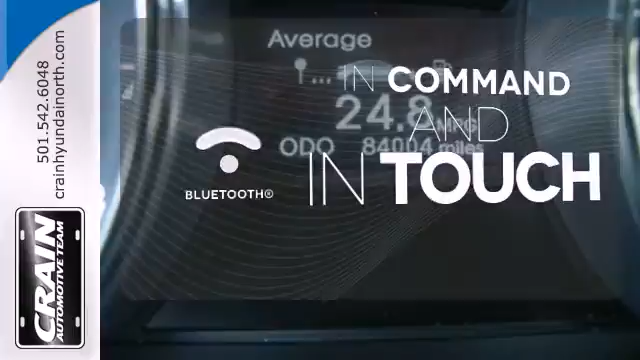 501.542.6048
crainhyundainorth.com
CRAIN
AUTOMOTIVE TEAM
Average
24.8 MPG
ODO 84004 miles
BLUETOOTH®
IN COMMAND
AND
IN TOUCH